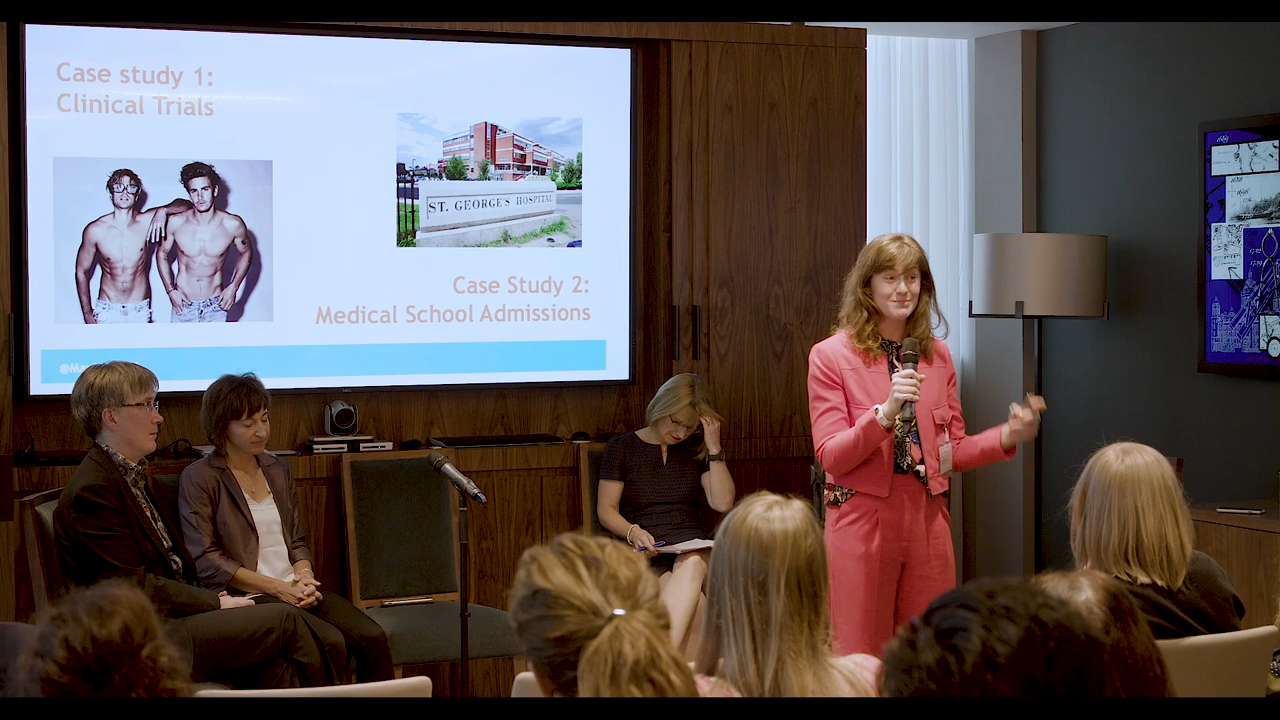 Case study 1:
Clinical Trials
ST. GEORGE'S HOSPITAL
Case Study 2:
Medical School Admissions